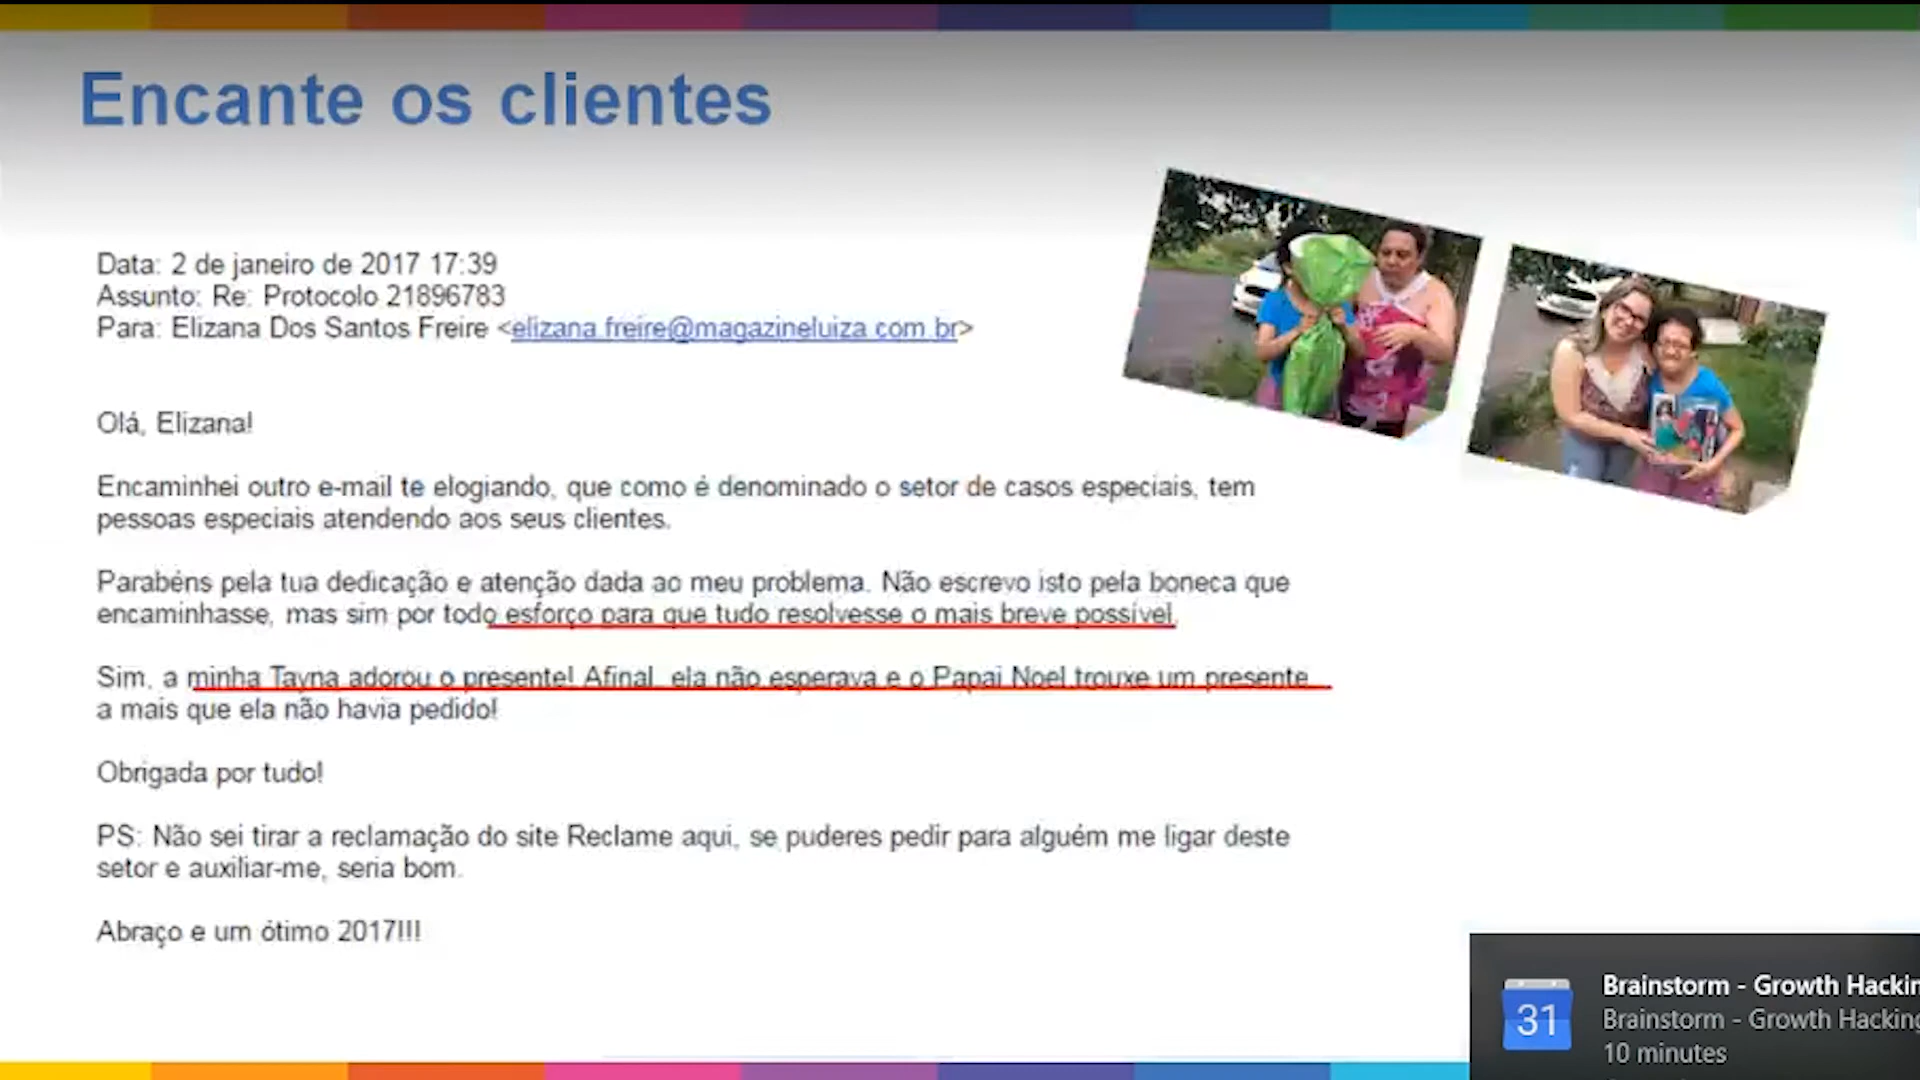 Encante os clientes
Data: 2 de janeiro de 2017 17:39
Assunto: Re: Protocolo 21896783
Para: Elizana Dos Santos Freire <elizana.freire@magazineluiza.com.br>
Olá, Elizana!
Encaminhei outro e-mail te elogiando, que como é denominado o setor de casos especiais, tem
pessoas especiais atendendo aos seus clientes.
Parabéns pela tua dedicação e atenção dada ao meu problema. Não escrevo isto pela boneca que
encaminhasse, mas sim por todo esforço para que tudo resolvesse o mais breve possível.
Sim, a minha Tayna adorou o presente! Afinal, ela não esperava e o Papai Noel trouxe um presente
a mais que ela não havia pedido!
Obrigada por tudo!
PS: Não sei tirar a reclamação do site Reclame aqui, se puderes pedir para alguém me ligar deste
setor e auxiliar-me, seria bom.
Abraço e um ótimo 2017!!!
31
Brainstorm - Growth Hackin
Brainstorm - Growth Hacking
10 minutes